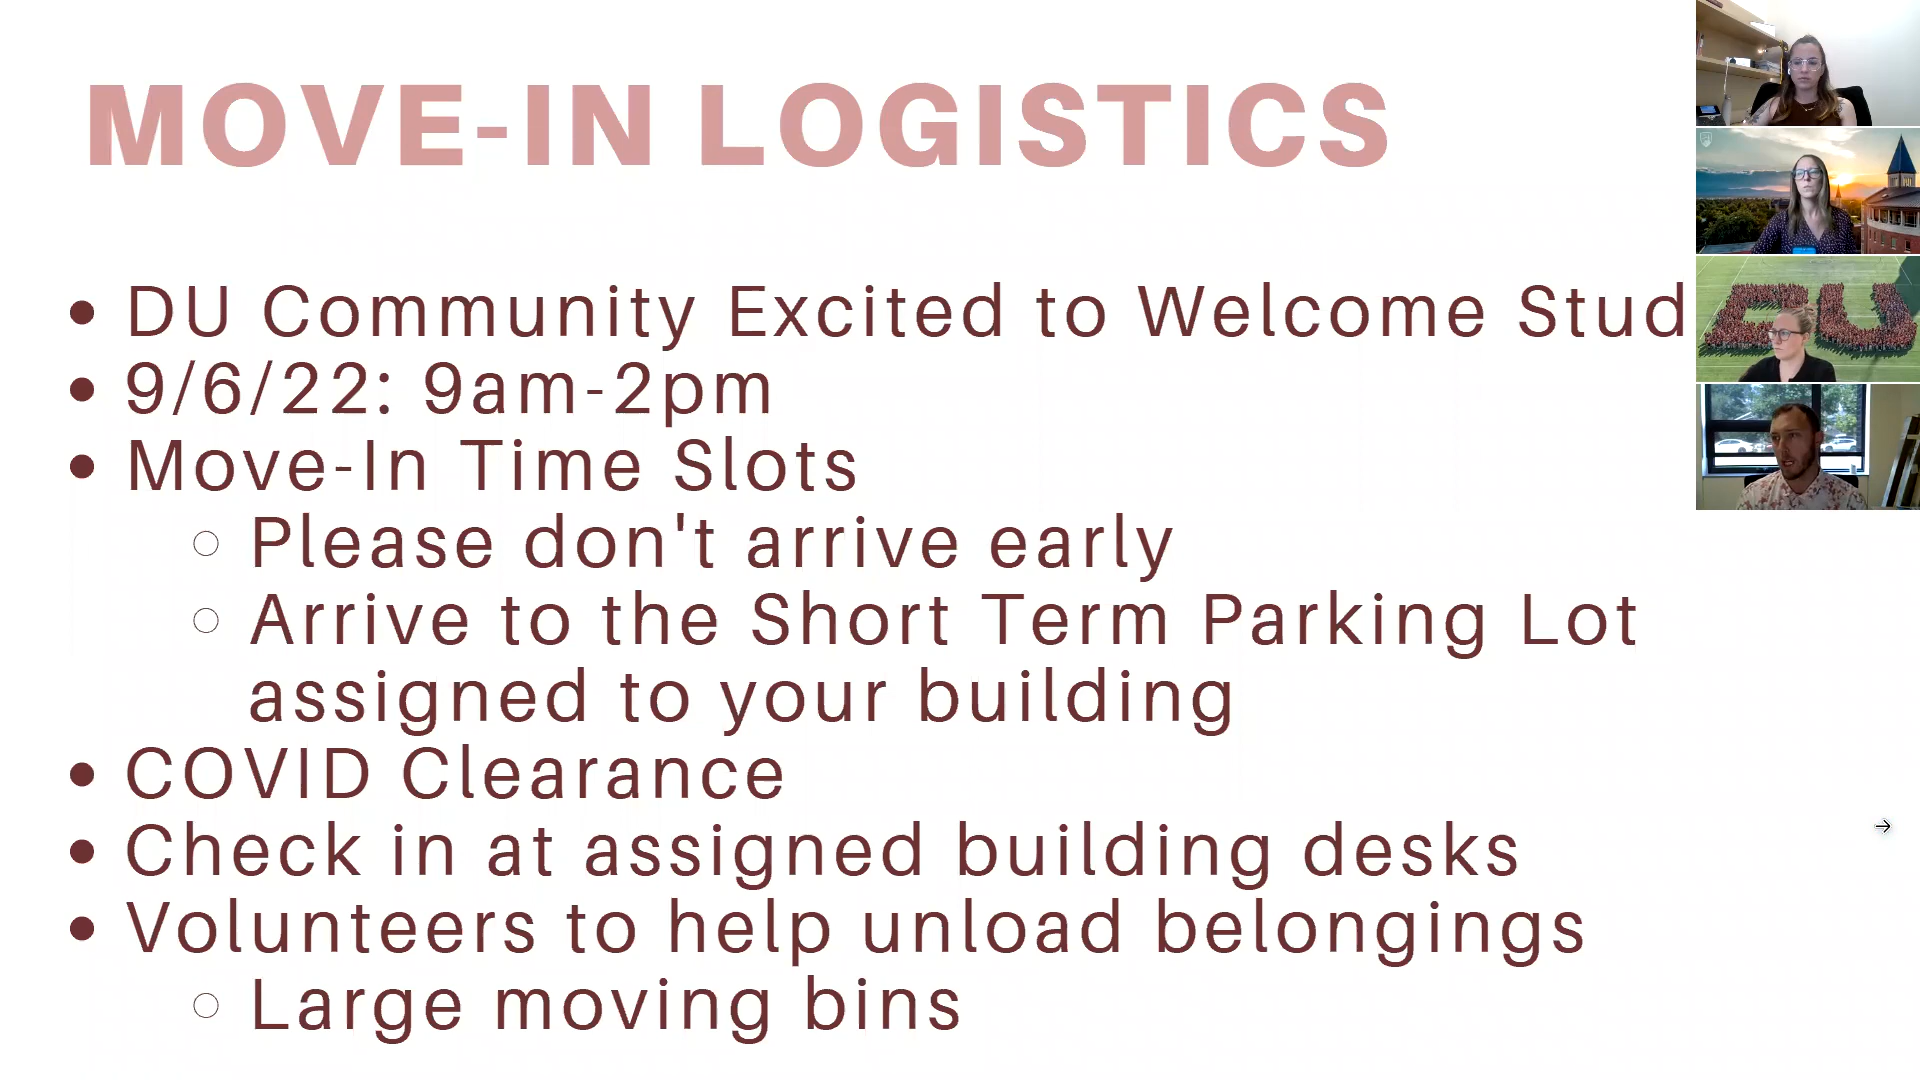 MOVE-IN LOGISTICS
DU Community Excited to Welcome Stud
9/6/22: 9am-2pm
Move-In Time Slots
Please don't arrive early
Arrive to the Short Term Parking Lot
assigned to your building
COVID Clearance
Check in at assigned building desks
Volunteers to help unload belongings
Large moving bins
DU